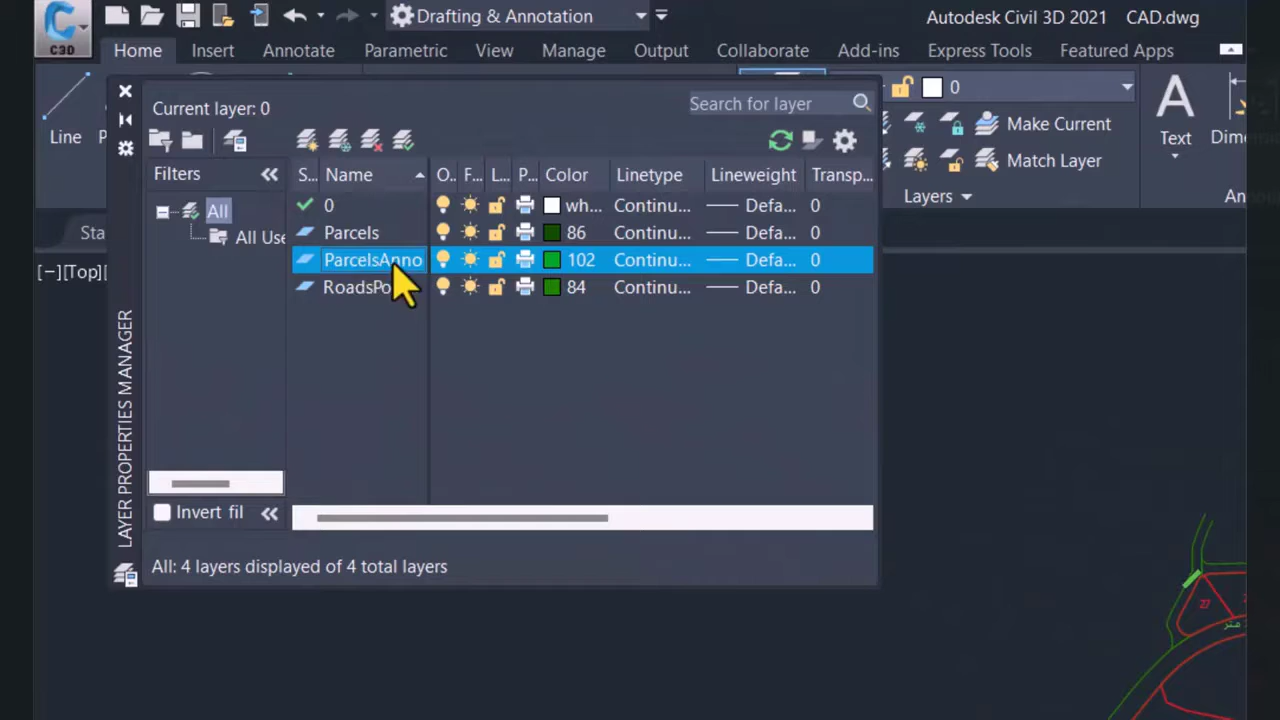 C3D
Drafting & Annotation
Autodesk Civil 3D 2021 CAD.dwg
Home Insert Annotate Parametric View Manage Output Collaborate Add-ins Express Tools Featured Apps
Line
Current layer: 0
Search for layer
0
Make Current
Match Layer
Layers
Text
Filters
S... Name O.. F... L... P... Color Linetype Lineweight Transp...
All
0 wh... Continu... Defa... 0
Parcels 86 Continu... Defa... 0
ParcelsAnno 102 Continu... Defa... 0
84 Continu... Defa... 0
Invert fil
All: 4 layers displayed of 4 total layers
LAYER PROPERTIES MANAGER
[−][Top]
27
متر